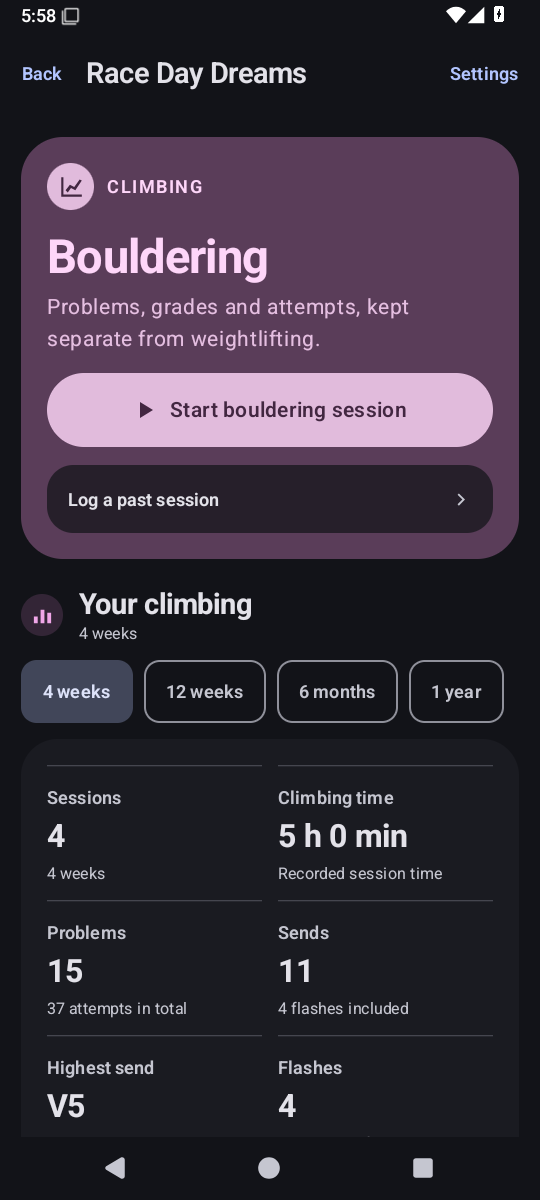 5:58
Back
Race Day Dreams
Settings
CLIMBING
Bouldering
Problems, grades and attempts, kept
separate from weightlifting.
Start bouldering session
Log a past session
Your climbing
4 weeks
4 weeks
12 weeks
6 months
1 year
Sessions
4
4 weeks
Climbing time
5 h 0 min
Recorded session time
Problems
15
37 attempts in total
Sends
11
4 flashes included
Highest send
V5
Flashes
4